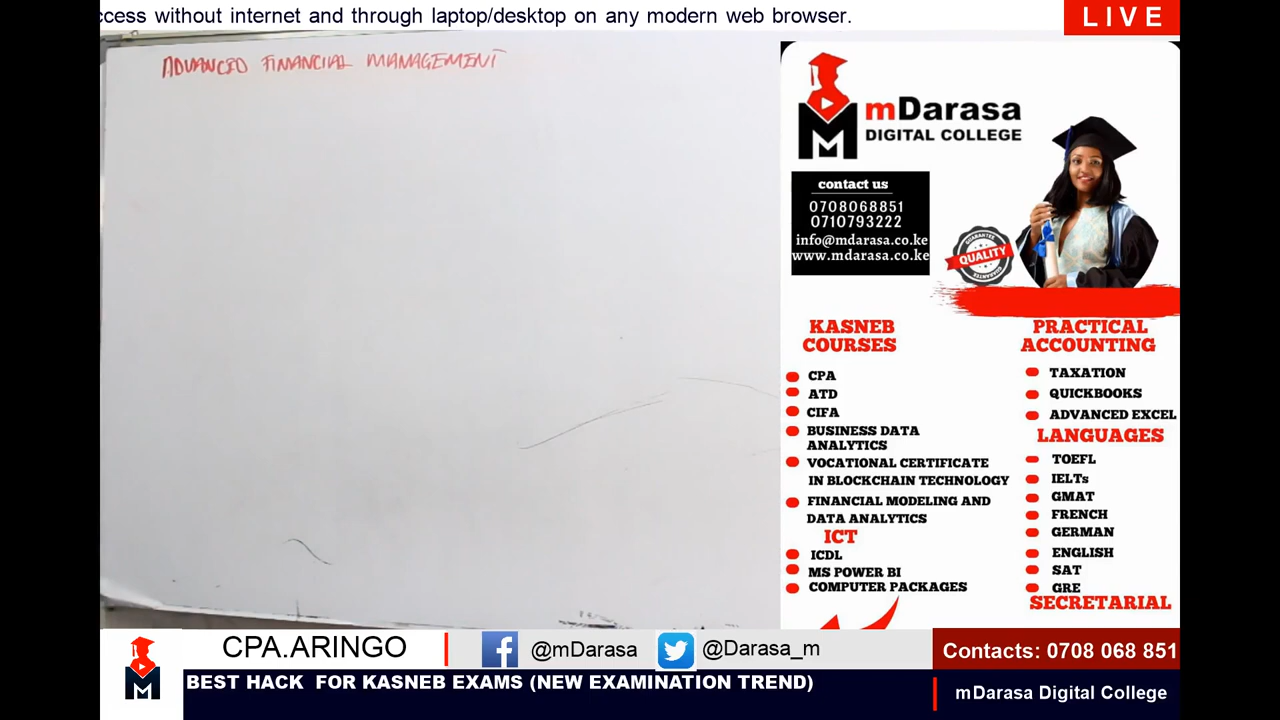 ccess without internet and through laptop/desktop on any modern web browser.
LIVE
ADVANCED FINANCIAL MANAGEMENT
mDarasa
DIGITAL COLLEGE
contact us
0708068851
0710793222
info@mdarasa.co.ke
www.mdarasa.co.ke
GUARANTEE
QUALITY
GUARANTEE
KASNEB
COURSES
CPA
ATD
CIFA
BUSINESS DATA
ANALYTICS
VOCATIONAL CERTIFICATE
IN BLOCKCHAIN TECHNOLOGY
FINANCIAL MODELING AND
DATA ANALYTICS
ICT
ICDL
MS POWER BI
COMPUTER PACKAGES
PRACTICAL
ACCOUNTING
TAXATION
QUICKBOOKS
ADVANCED EXCEL
LANGUAGES
TOEFL
IELTs
GMAT
FRENCH
GERMAN
ENGLISH
SAT
GRE
SECRETARIAL
CPA.ARINGO
@mDarasa
@Darasa_m
Contacts: 0708 068 851
BEST HACK FOR KASNEB EXAMS (NEW EXAMINATION TREND)
mDarasa Digital College